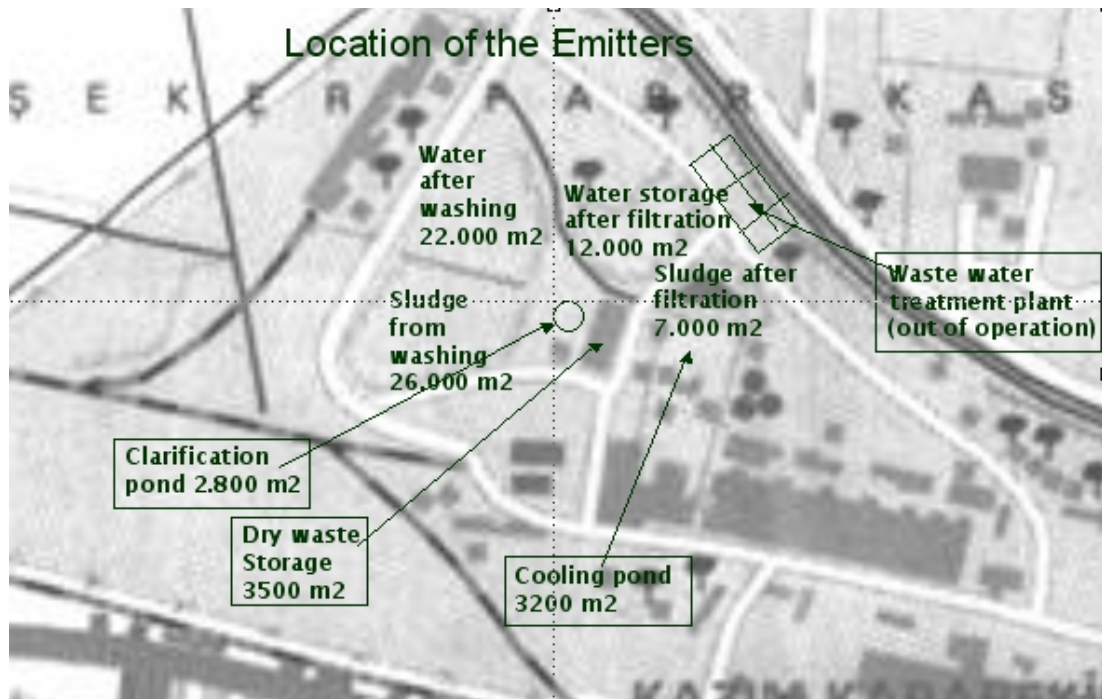 Location of the Emitters
Ş E K E R F A B R K A S
Water
after
washing
22.000 m2
Water storage
after filtration
12.000 m2
Sludge after
filtration
7.000 m2
Waste water
treatment plant
(out of operation)
Sludge
from
washing
26.000 m2
Clarification
pond 2.800 m2
Dry waste
Storage
3500 m2
Cooling pond
3200 m2